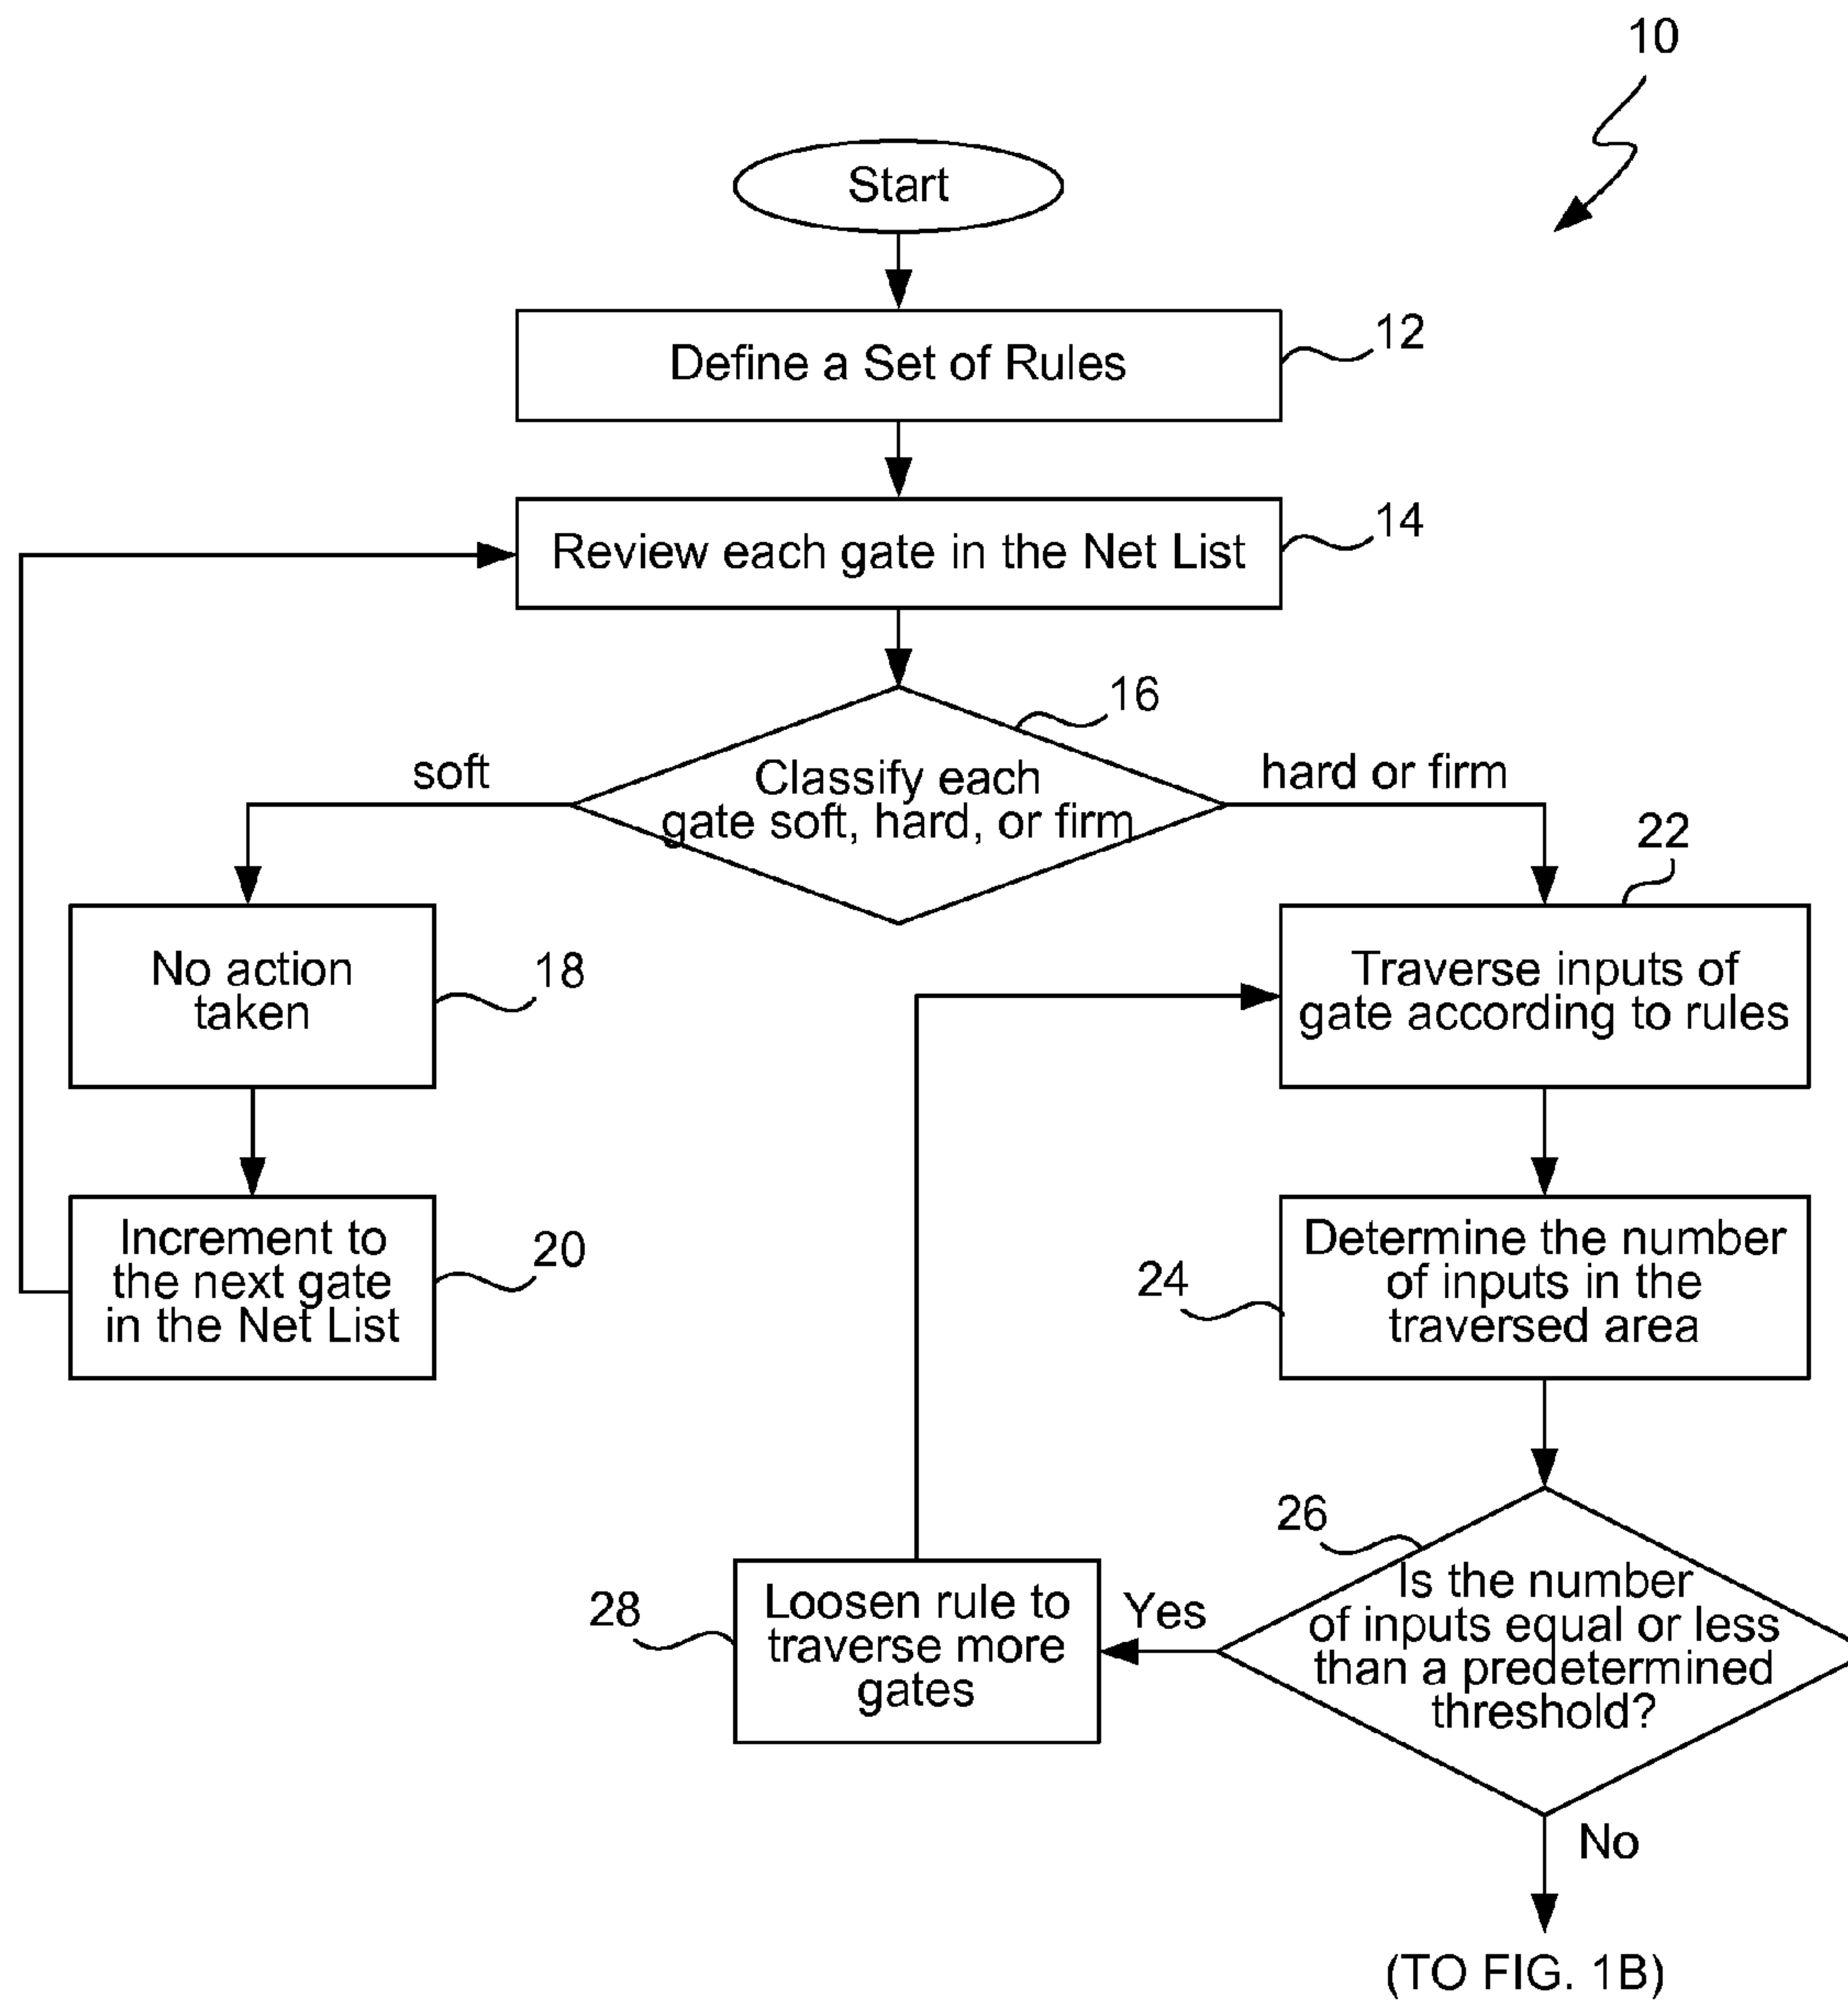 10
Start
Define a Set of Rules
12
Review each gate in the Net List
14
16
soft
Classify each
gate soft, hard, or firm
hard or firm
22
No action
taken
18
Traverse inputs of
gate according to rules
Increment to
the next gate
in the Net List
20
24
Determine the number
of inputs in the
traversed area
26
28
Loosen rule to
traverse more
gates
Yes
Is the number
of inputs equal or less
than a predetermined
threshold?
No
(TO FIG. 1B)